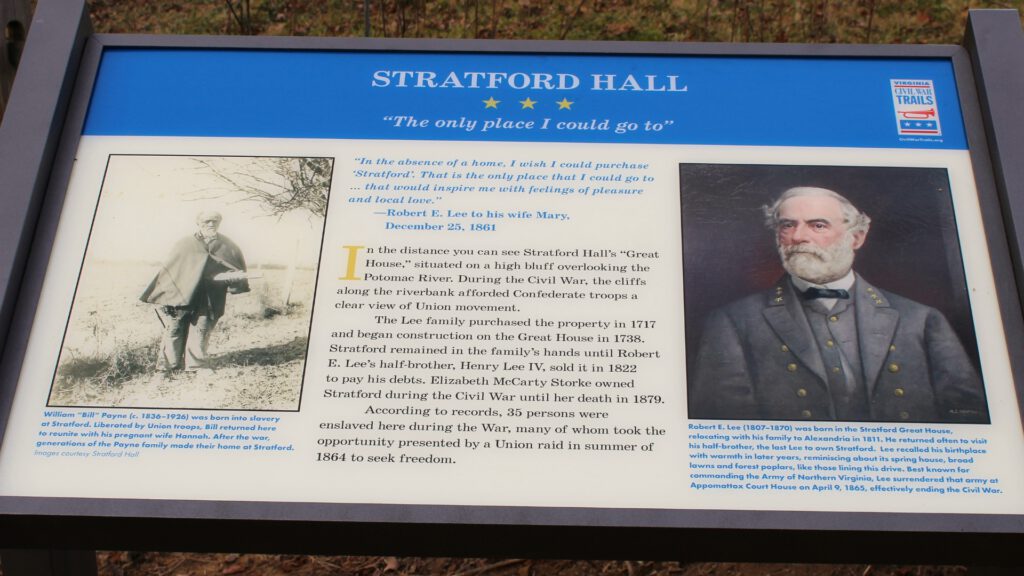 STRATFORD HALL
“The only place I could go to”
VIRGINIA
CIVIL WAR
TRAILS
CivilWarTrails.org
“In the absence of a home, I wish I could purchase
‘Stratford’. That is the only place that I could go to
... that would inspire me with feelings of pleasure
and local love.”
—Robert E. Lee to his wife Mary,
December 25, 1861
In the distance you can see Stratford Hall’s “Great
House,” situated on a high bluff overlooking the
Potomac River. During the Civil War, the cliffs
along the riverbank afforded Confederate troops a
clear view of Union movement.
The Lee family purchased the property in 1717
and began construction on the Great House in 1738.
Stratford remained in the family’s hands until Robert
E. Lee’s half-brother, Henry Lee IV, sold it in 1822
to pay his debts. Elizabeth McCarty Storke owned
Stratford during the Civil War until her death in 1879.
According to records, 35 persons were
enslaved here during the War, many of whom took the
opportunity presented by a Union raid in summer of
1864 to seek freedom.
William “Bill” Payne (c. 1836–1926) was born into slavery
at Stratford. Liberated by Union troops, Bill returned here
to reunite with his pregnant wife Hannah. After the war,
generations of the Payne family made their home at Stratford.
Images courtesy Stratford Hall
Robert E. Lee (1807–1870) was born in the Stratford Great House,
relocating with his family to Alexandria in 1811. He returned often to visit
his half-brother, the last Lee to own Stratford. Lee recalled his birthplace
with warmth in later years, reminiscing about its spring house, broad
lawns and forest poplars, like those lining this drive. Best known for
commanding the Army of Northern Virginia, Lee surrendered that army at
Appomattox Court House on April 9, 1865, effectively ending the Civil War.